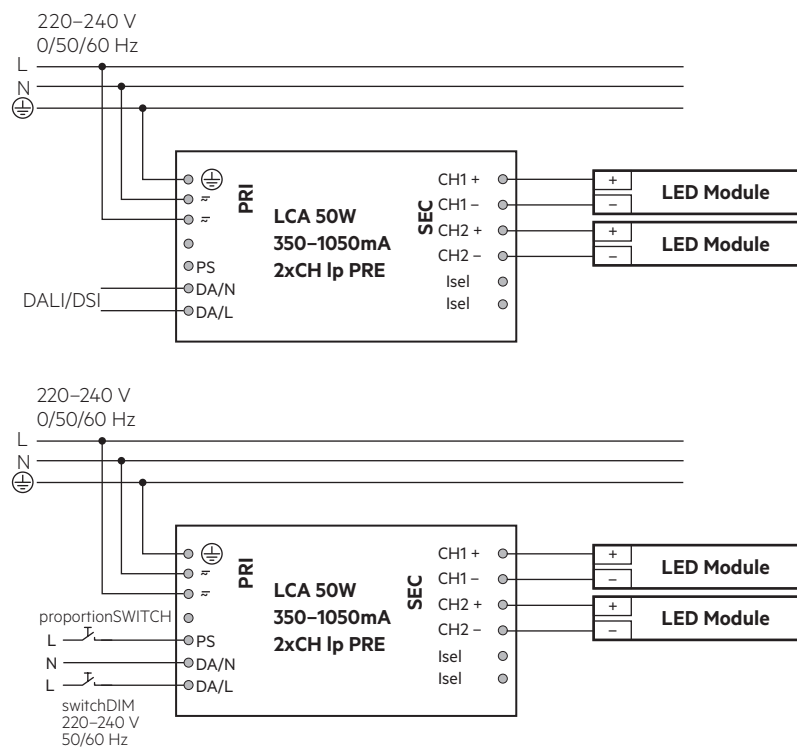 220–240 V
0/50/60 Hz
L
N
PRI
LCA 50W
350–1050mA
2xCH lp PRE
SEC
PS
DA/N
DA/L
DALI/DSI
CH1 +
CH1 –
CH2 +
CH2 –
Isel
Isel
+
–
LED Module
+
–
LED Module
220–240 V
0/50/60 Hz
L
N
PRI
LCA 50W
350–1050mA
2xCH lp PRE
SEC
proportionSWITCH
L
PS
N
DA/N
L
DA/L
switchDIM
220–240 V
50/60 Hz
CH1 +
CH1 –
CH2 +
CH2 –
Isel
Isel
+
–
LED Module
+
–
LED Module